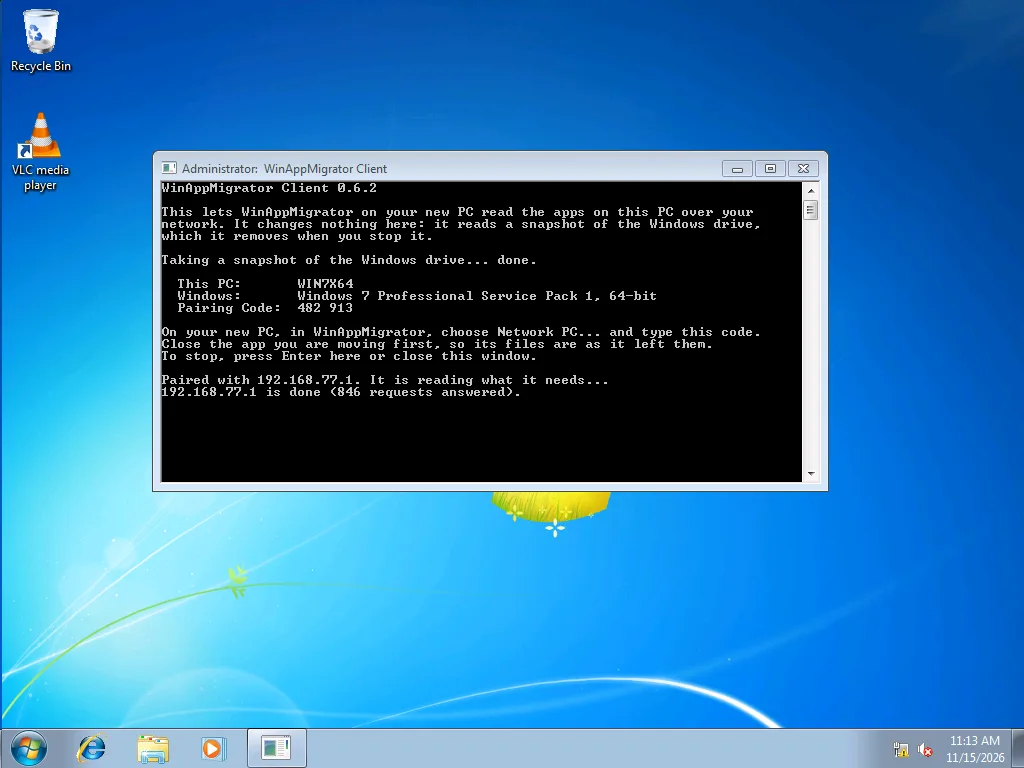 Recycle Bin
VLC media
player
Administrator:  WinAppMigrator Client
WinAppMigrator Client 0.6.2
This lets WinAppMigrator on your new PC read the apps on this PC over your
network. It changes nothing here: it reads a snapshot of the Windows drive,
which it removes when you stop it.
Taking a snapshot of the Windows drive... done.
This PC:       WIN7X64
Windows:       Windows 7 Professional Service Pack 1, 64-bit
Pairing Code:  482 913
On your new PC, in WinAppMigrator, choose Network PC... and type this code.
Close the app you are moving first, so its files are as it left them.
To stop, press Enter here or close this window.
Paired with 192.168.77.1. It is reading what it needs...
192.168.77.1 is done (846 requests answered).
11:13 AM
11/15/2026